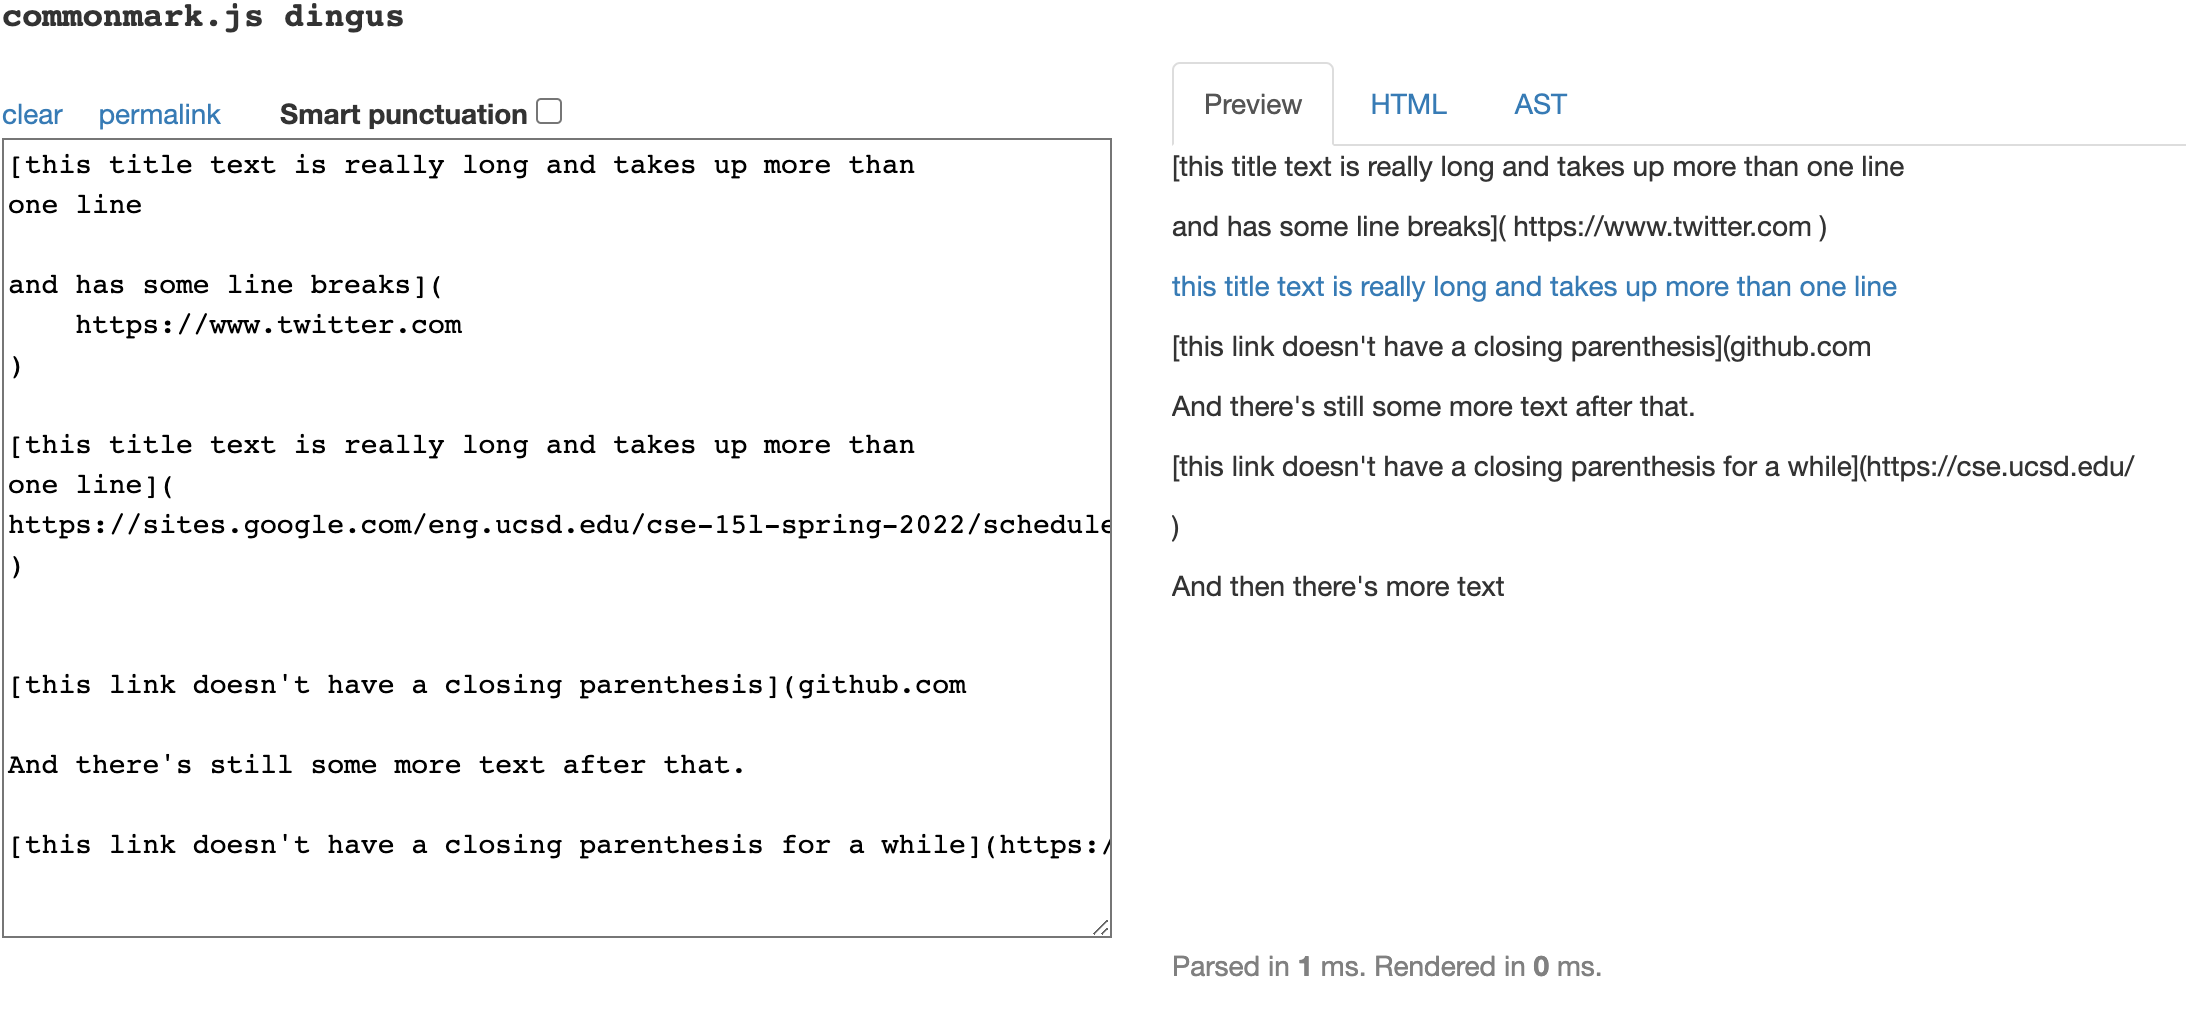 commonmark.js dingus
clear permalink Smart punctuation
[this title text is really long and takes up more than
one line
and has some line breaks](
https://www.twitter.com
)
[this title text is really long and takes up more than
one line](
https://sites.google.com/eng.ucsd.edu/cse-15l-spring-2022/schedule
)
[this link doesn't have a closing parenthesis](github.com
And there's still some more text after that.
[this link doesn't have a closing parenthesis for a while](https:/
Preview HTML AST
[this title text is really long and takes up more than one line
and has some line breaks]( https://www.twitter.com )
this title text is really long and takes up more than one line
[this link doesn't have a closing parenthesis](github.com
And there's still some more text after that.
[this link doesn't have a closing parenthesis for a while](https://cse.ucsd.edu/
)
And then there's more text
Parsed in 1 ms. Rendered in 0 ms.